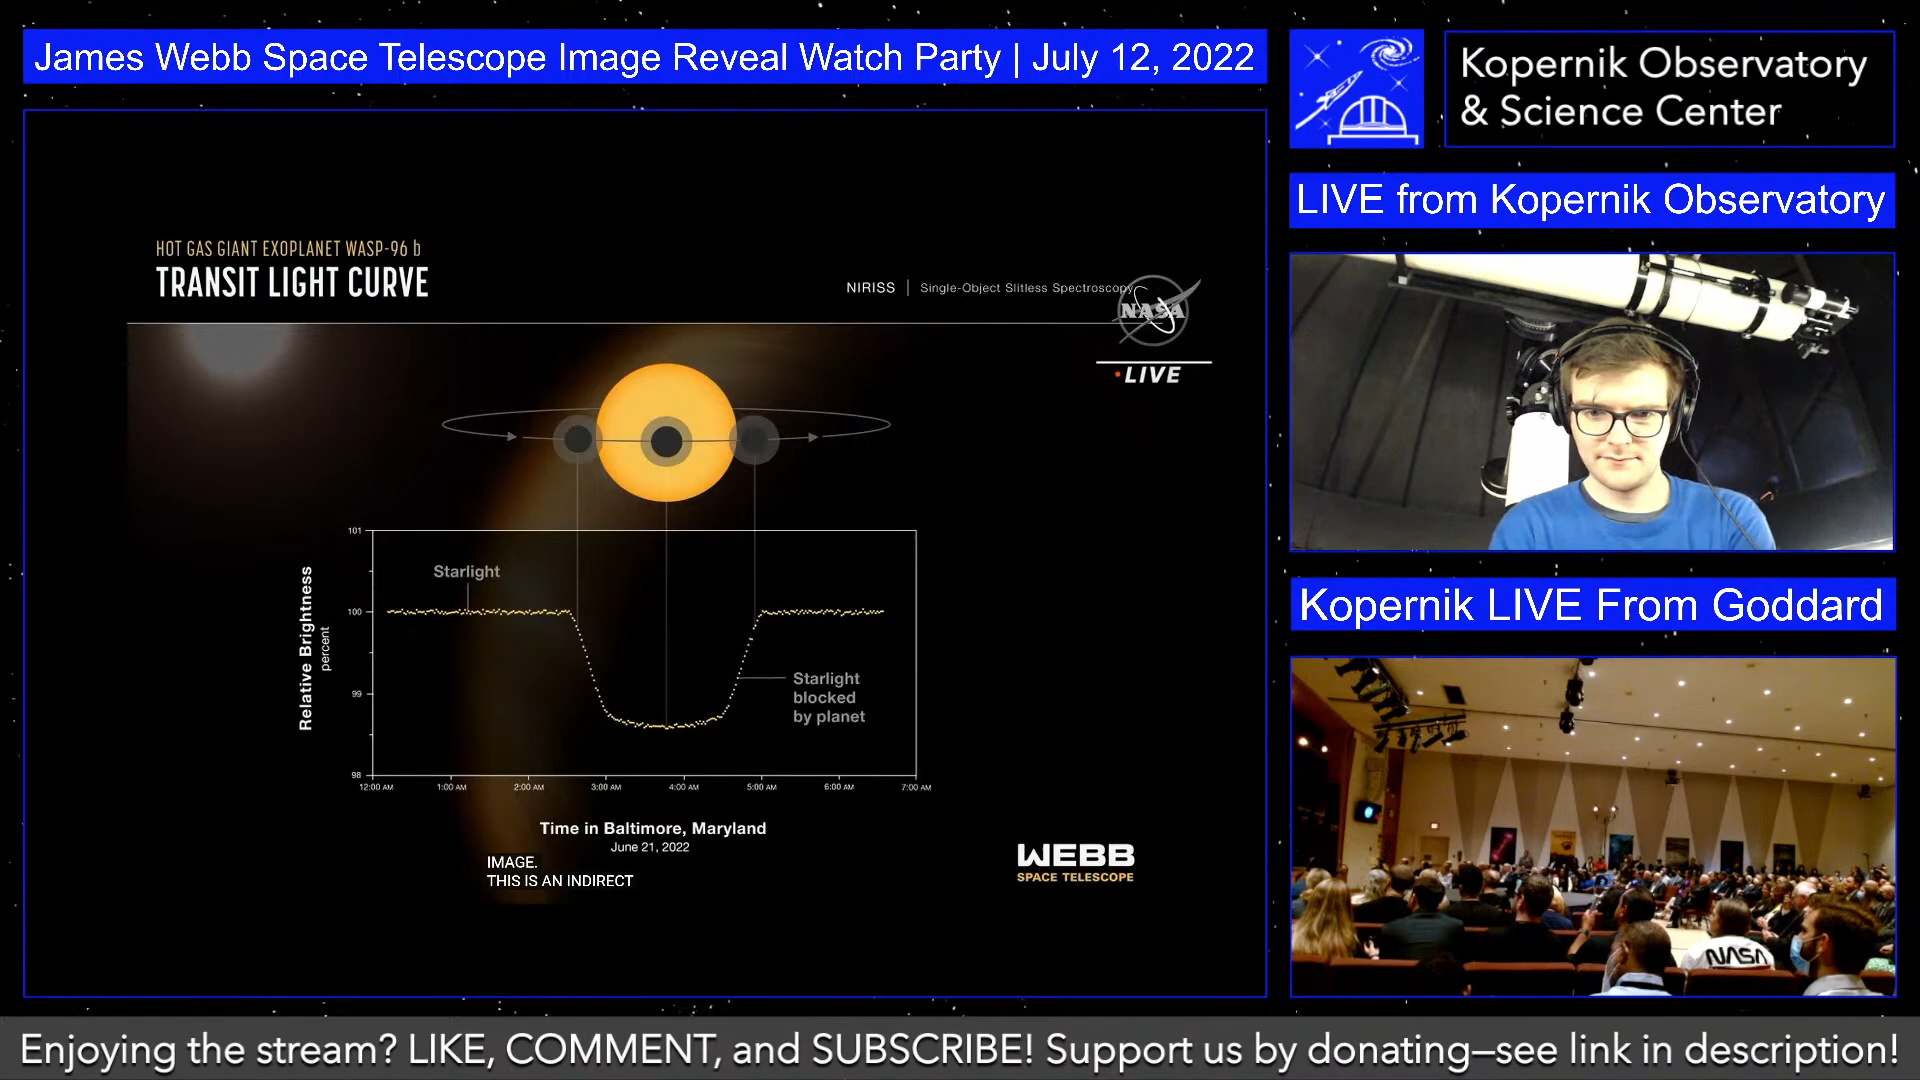 James Webb Space Telescope Image Reveal Watch Party | July 12, 2022
Kopernik Observatory
& Science Center
LIVE from Kopernik Observatory
HOT GAS GIANT EXOPLANET WASP-96 b
TRANSIT LIGHT CURVE
NIRISS | Single-Object Slitless Spectroscopy
NASA
LIVE
101
100
99
98
Relative Brightness
percent
Starlight
Starlight
blocked
by planet
12:00 AM 1:00 AM 2:00 AM 3:00 AM 4:00 AM 5:00 AM 6:00 AM 7:00 AM
Time in Baltimore, Maryland
June 21, 2022
IMAGE.
THIS IS AN INDIRECT
WEBB
SPACE TELESCOPE
Kopernik LIVE From Goddard
NASA
Enjoying the stream? LIKE, COMMENT, and SUBSCRIBE! Support us by donating—see link in description!